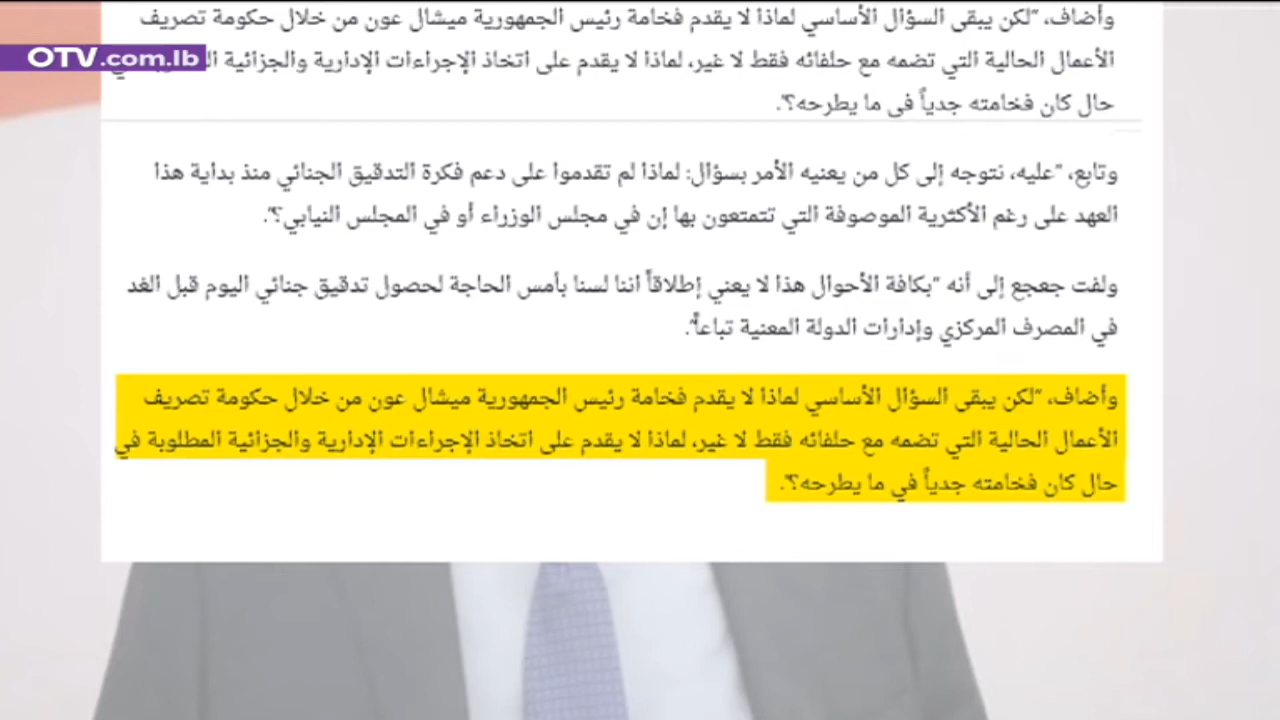 وأضاف، "لكن يبقى السؤال الأساسي لماذا لا يقدم فخامة رئيس الجمهورية ميشال عون من خلال حكومة تصريف
OTV.com.lb
الأعمال الحالية التي تضمه مع حلفائه فقط لا غير، لماذا لا يقدم على اتخاذ الإجراءات الإدارية والجزائية
حال كان فخامته جدياً في ما يطرحه؟".
وتابع، "عليه، نتوجه إلى كل من يعنيه الأمر بسؤال: لماذا لم تقدموا على دعم فكرة التدقيق الجنائي منذ بداية هذا
العهد على رغم الأكثرية الموصوفة التي تتمتعون بها إن في مجلس الوزراء أو في المجلس النيابي؟".
ولفت جعجع إلى أنه "بكافة الأحوال هذا لا يعني إطلاقاً اننا لسنا بأمس الحاجة لحصول تدقيق جنائي اليوم قبل الغد
في المصرف المركزي وإدارات الدولة المعنية تباعاً".
وأضاف، "لكن يبقى السؤال الأساسي لماذا لا يقدم فخامة رئيس الجمهورية ميشال عون من خلال حكومة تصريف
الأعمال الحالية التي تضمه مع حلفائه فقط لا غير، لماذا لا يقدم على اتخاذ الإجراءات الإدارية والجزائية المطلوبة في
حال كان فخامته جدياً في ما يطرحه؟".